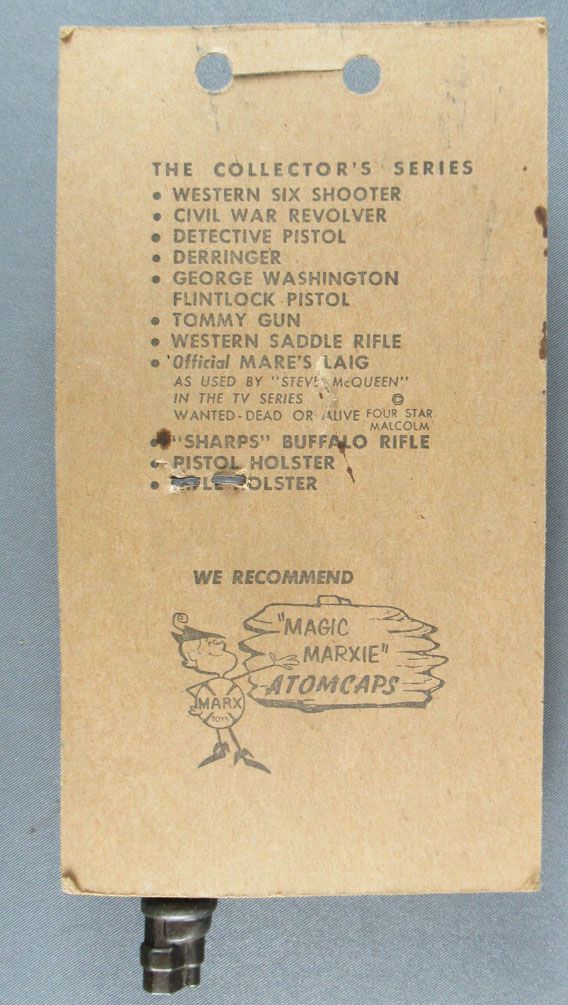 THE COLLECTOR'S SERIES
• WESTERN SIX SHOOTER
• CIVIL WAR REVOLVER
• DETECTIVE PISTOL
• DERRINGER
• GEORGE WASHINGTON
FLINTLOCK PISTOL
• TOMMY GUN
• WESTERN SADDLE RIFLE
• 'Official MARE'S LAIG
AS USED BY "STEVE McQUEEN"
IN THE TV SERIES ©
WANTED-DEAD OR ALIVE FOUR STAR
MALCOLM
• "SHARPS" BUFFALO RIFLE
• PISTOL HOLSTER
• RIFLE HOLSTER
WE RECOMMEND
"MAGIC
MARXIE"
ATOMCAPS
MARX
TOYS